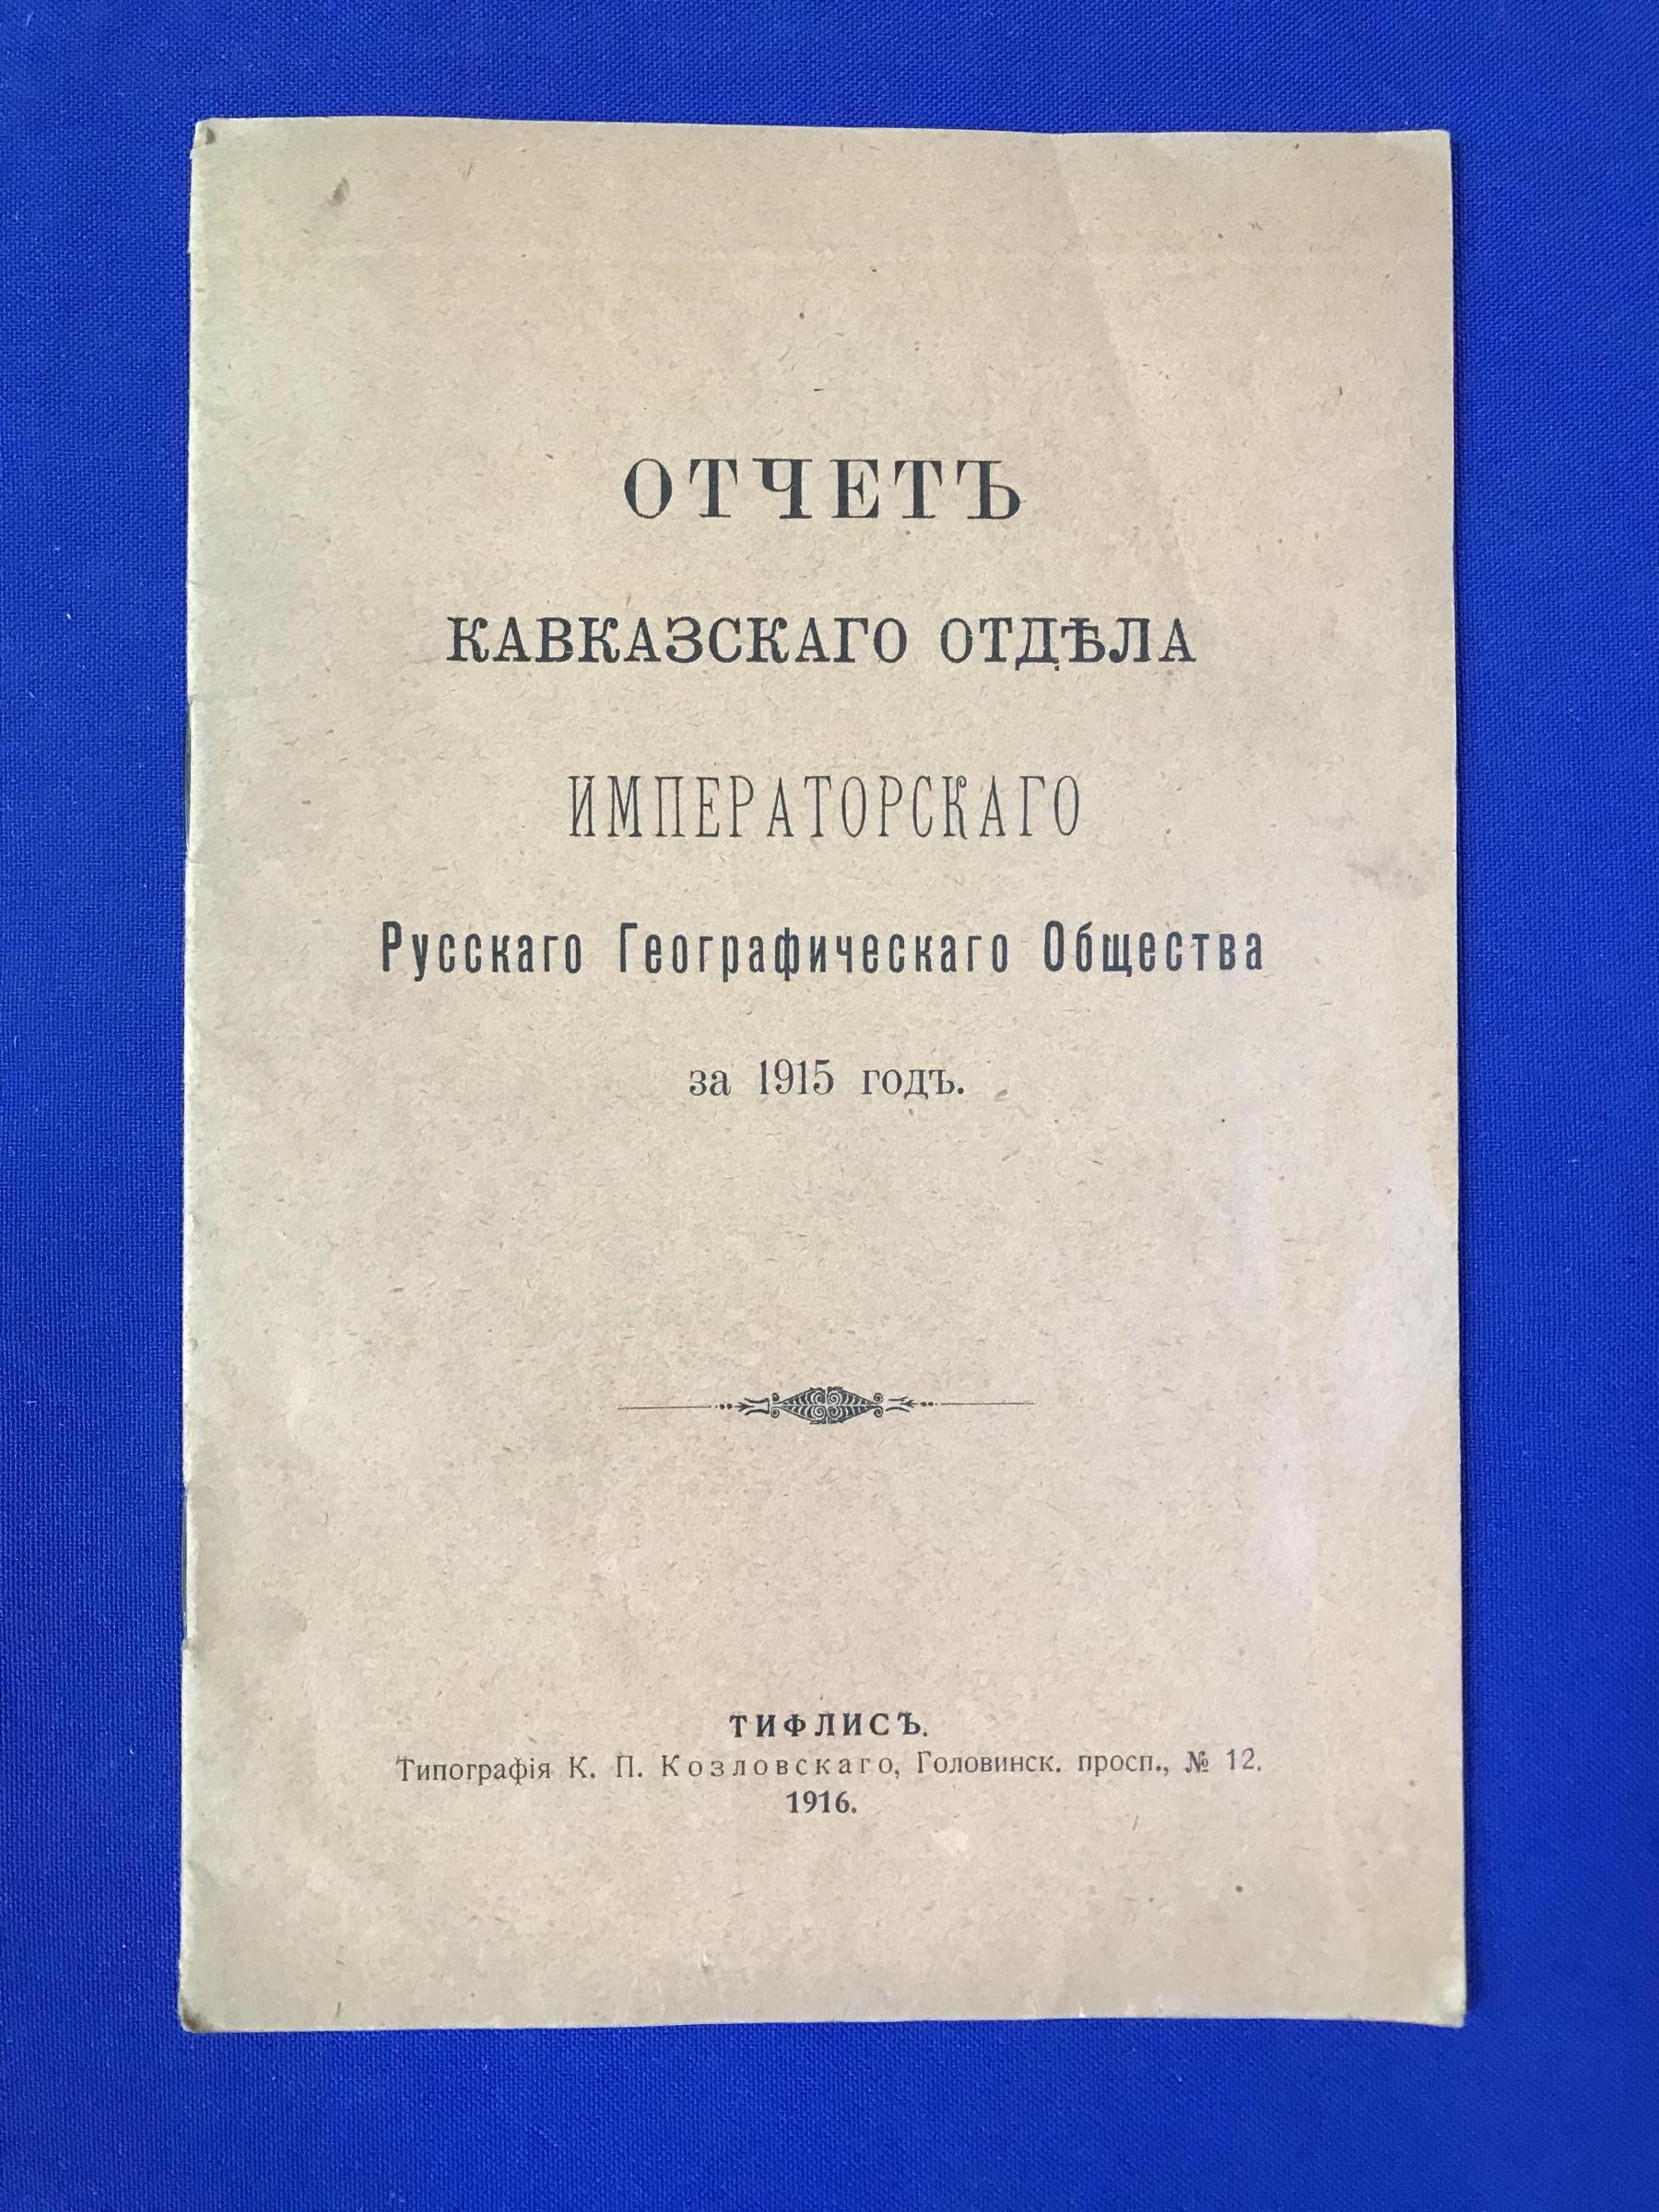 ОТЧЕТЪ
КАВКАЗСКАГО ОТДѢЛА
ИМПЕРАТОРСКАГО
Русскаго Географическаго Общества
за 1915 годъ.
ТИФЛИСЪ.
Типографія К. П. Козловскаго, Головинск. просп., № 12.
1916.